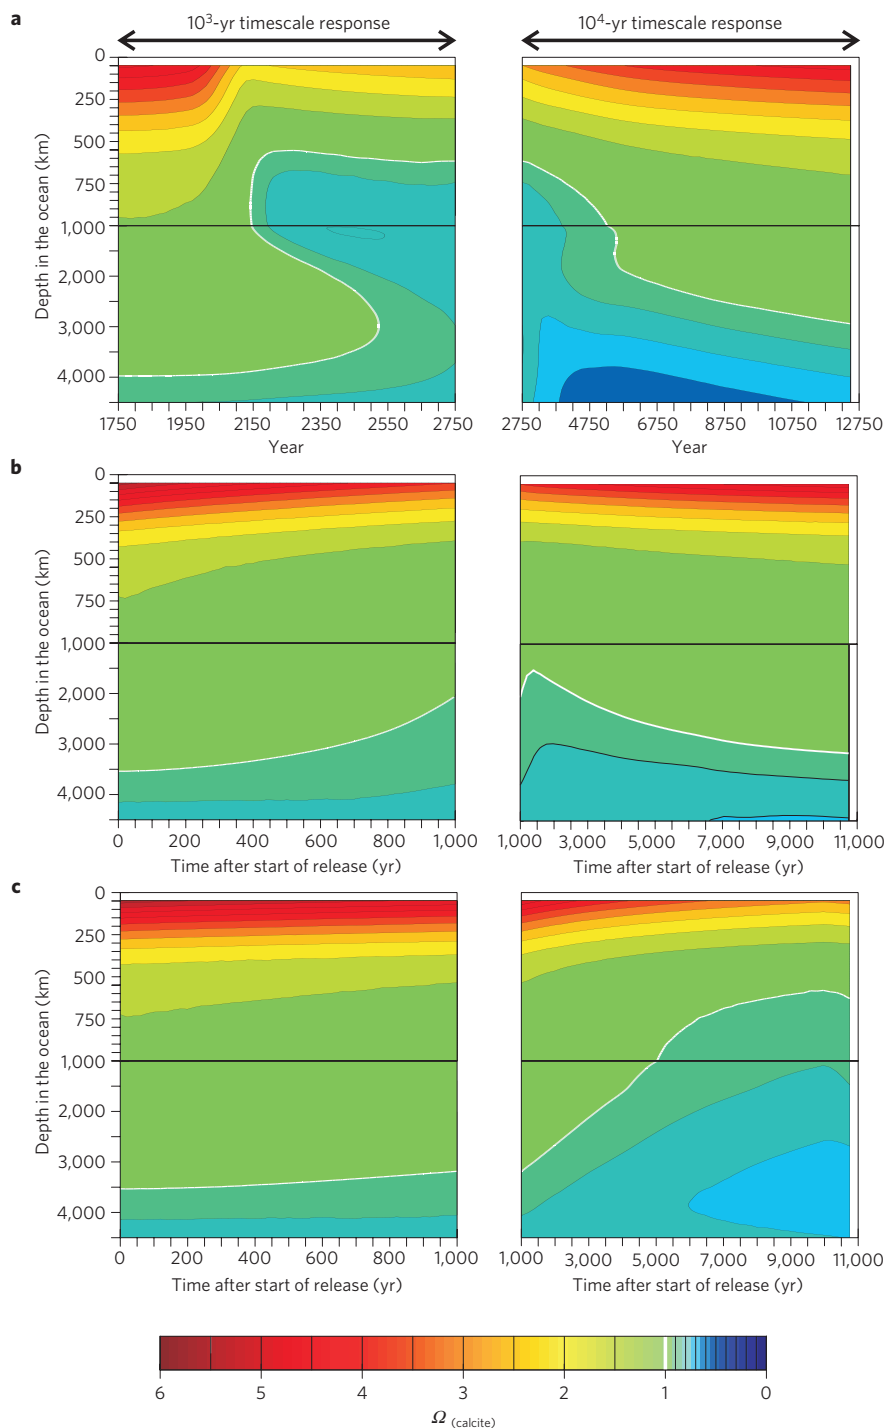 a
10³-yr timescale response
10⁴-yr timescale response
Depth in the ocean (km)
0
250
500
750
1,000
2,000
3,000
4,000
1750 1950 2150 2350 2550 2750
Year
2750 4750 6750 8750 10750 12750
Year
b
Depth in the ocean (km)
0
250
500
750
1,000
2,000
3,000
4,000
0 200 400 600 800 1,000
Time after start of release (yr)
1,000 3,000 5,000 7,000 9,000 11,000
Time after start of release (yr)
c
Depth in the ocean (km)
0
250
500
750
1,000
2,000
3,000
4,000
0 200 400 600 800 1,000
Time after start of release (yr)
1,000 3,000 5,000 7,000 9,000 11,000
Time after start of release (yr)
6 5 4 3 2 1 0
Ω (calcite)